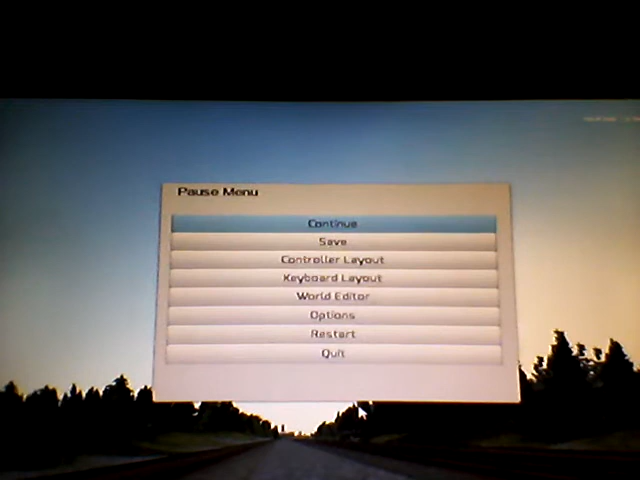 Pause Menu
Continue
Save
Controller Layout
Keyboard Layout
World Editor
Options
Restart
Quit